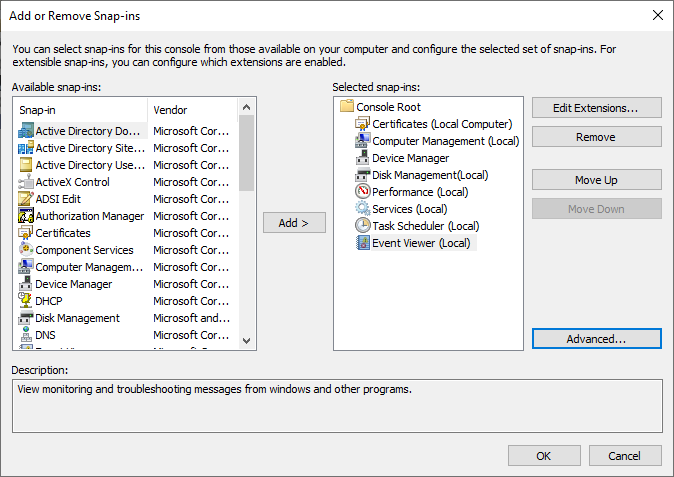 Add or Remove Snap-ins
You can select snap-ins for this console from those available on your computer and configure the selected set of snap-ins. For
extensible snap-ins, you can configure which extensions are enabled.
Available snap-ins:
Snap-in Vendor
Active Directory Do... Microsoft Cor...
Active Directory Site... Microsoft Cor...
Active Directory Use... Microsoft Cor...
ActiveX Control Microsoft Cor...
ADSI Edit Microsoft Cor...
Authorization Manager Microsoft Cor...
Certificates Microsoft Cor...
Component Services Microsoft Cor...
Computer Managem... Microsoft Cor...
Device Manager Microsoft Cor...
DHCP Microsoft Cor...
Disk Management Microsoft and...
DNS Microsoft Cor...
Add >
Selected snap-ins:
Console Root
Certificates (Local Computer)
Computer Management (Local)
Device Manager
Disk Management(Local)
Performance (Local)
Services (Local)
Task Scheduler (Local)
Event Viewer (Local)
Edit Extensions...
Remove
Move Up
Move Down
Advanced...
Description:
View monitoring and troubleshooting messages from windows and other programs.
OK
Cancel